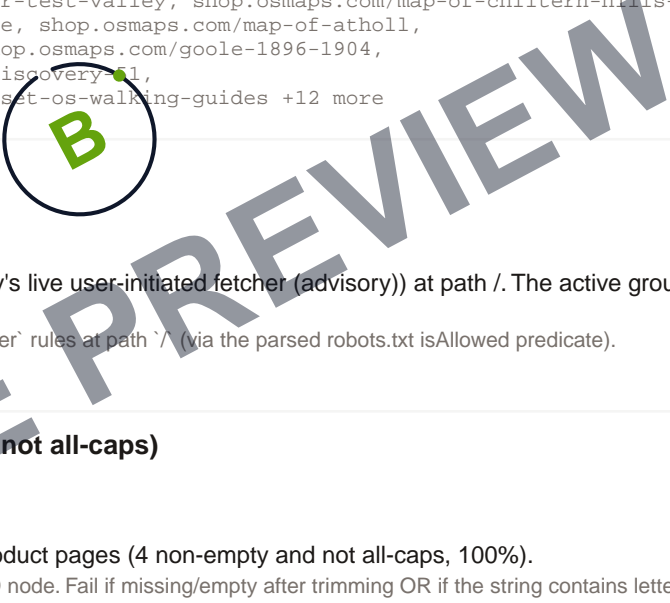 r-test-valley, shop.osmaps.com/map-of-chiltern-hills-
e, shop.osmaps.com/map-of-atholl,
op.osmaps.com/goole-1896-1904,
iscovery-51,
set-os-walking-guides +12 more
B
E PREVIEW
y's live user-initiated fetcher (advisory)) at path /. The active grou
er` rules at path `/` (via the parsed robots.txt isAllowed predicate).
not all-caps)
oduct pages (4 non-empty and not all-caps, 100%).
node. Fail if missing/empty after trimming OR if the string contains lette